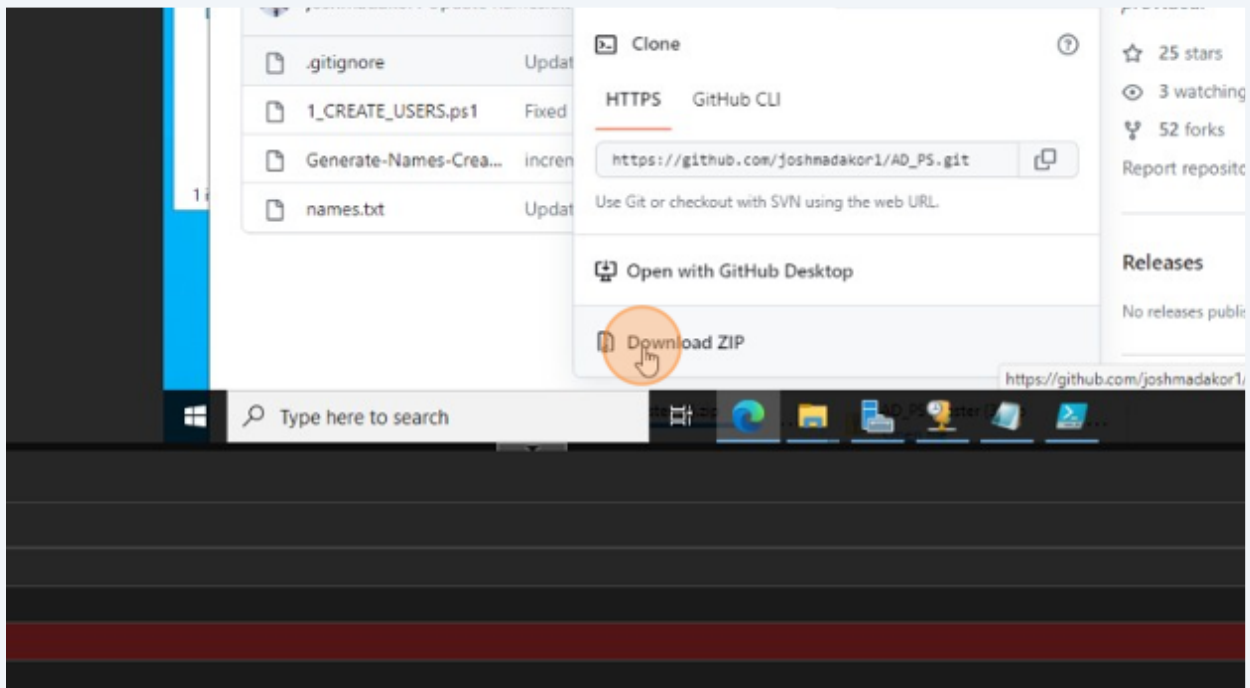 .gitignore
Updat
1_CREATE_USERS.ps1
Fixed
Generate-Names-Crea...
incren
names.txt
Updat
1 i
Clone
HTTPS
GitHub CLI
https://github.com/joshmadakor1/AD_PS.git
Use Git or checkout with SVN using the web URL.
Open with GitHub Desktop
Download ZIP
25 stars
3 watching
52 forks
Report reposito
Releases
No releases publis
https://github.com/joshmadakor1/
Type here to search